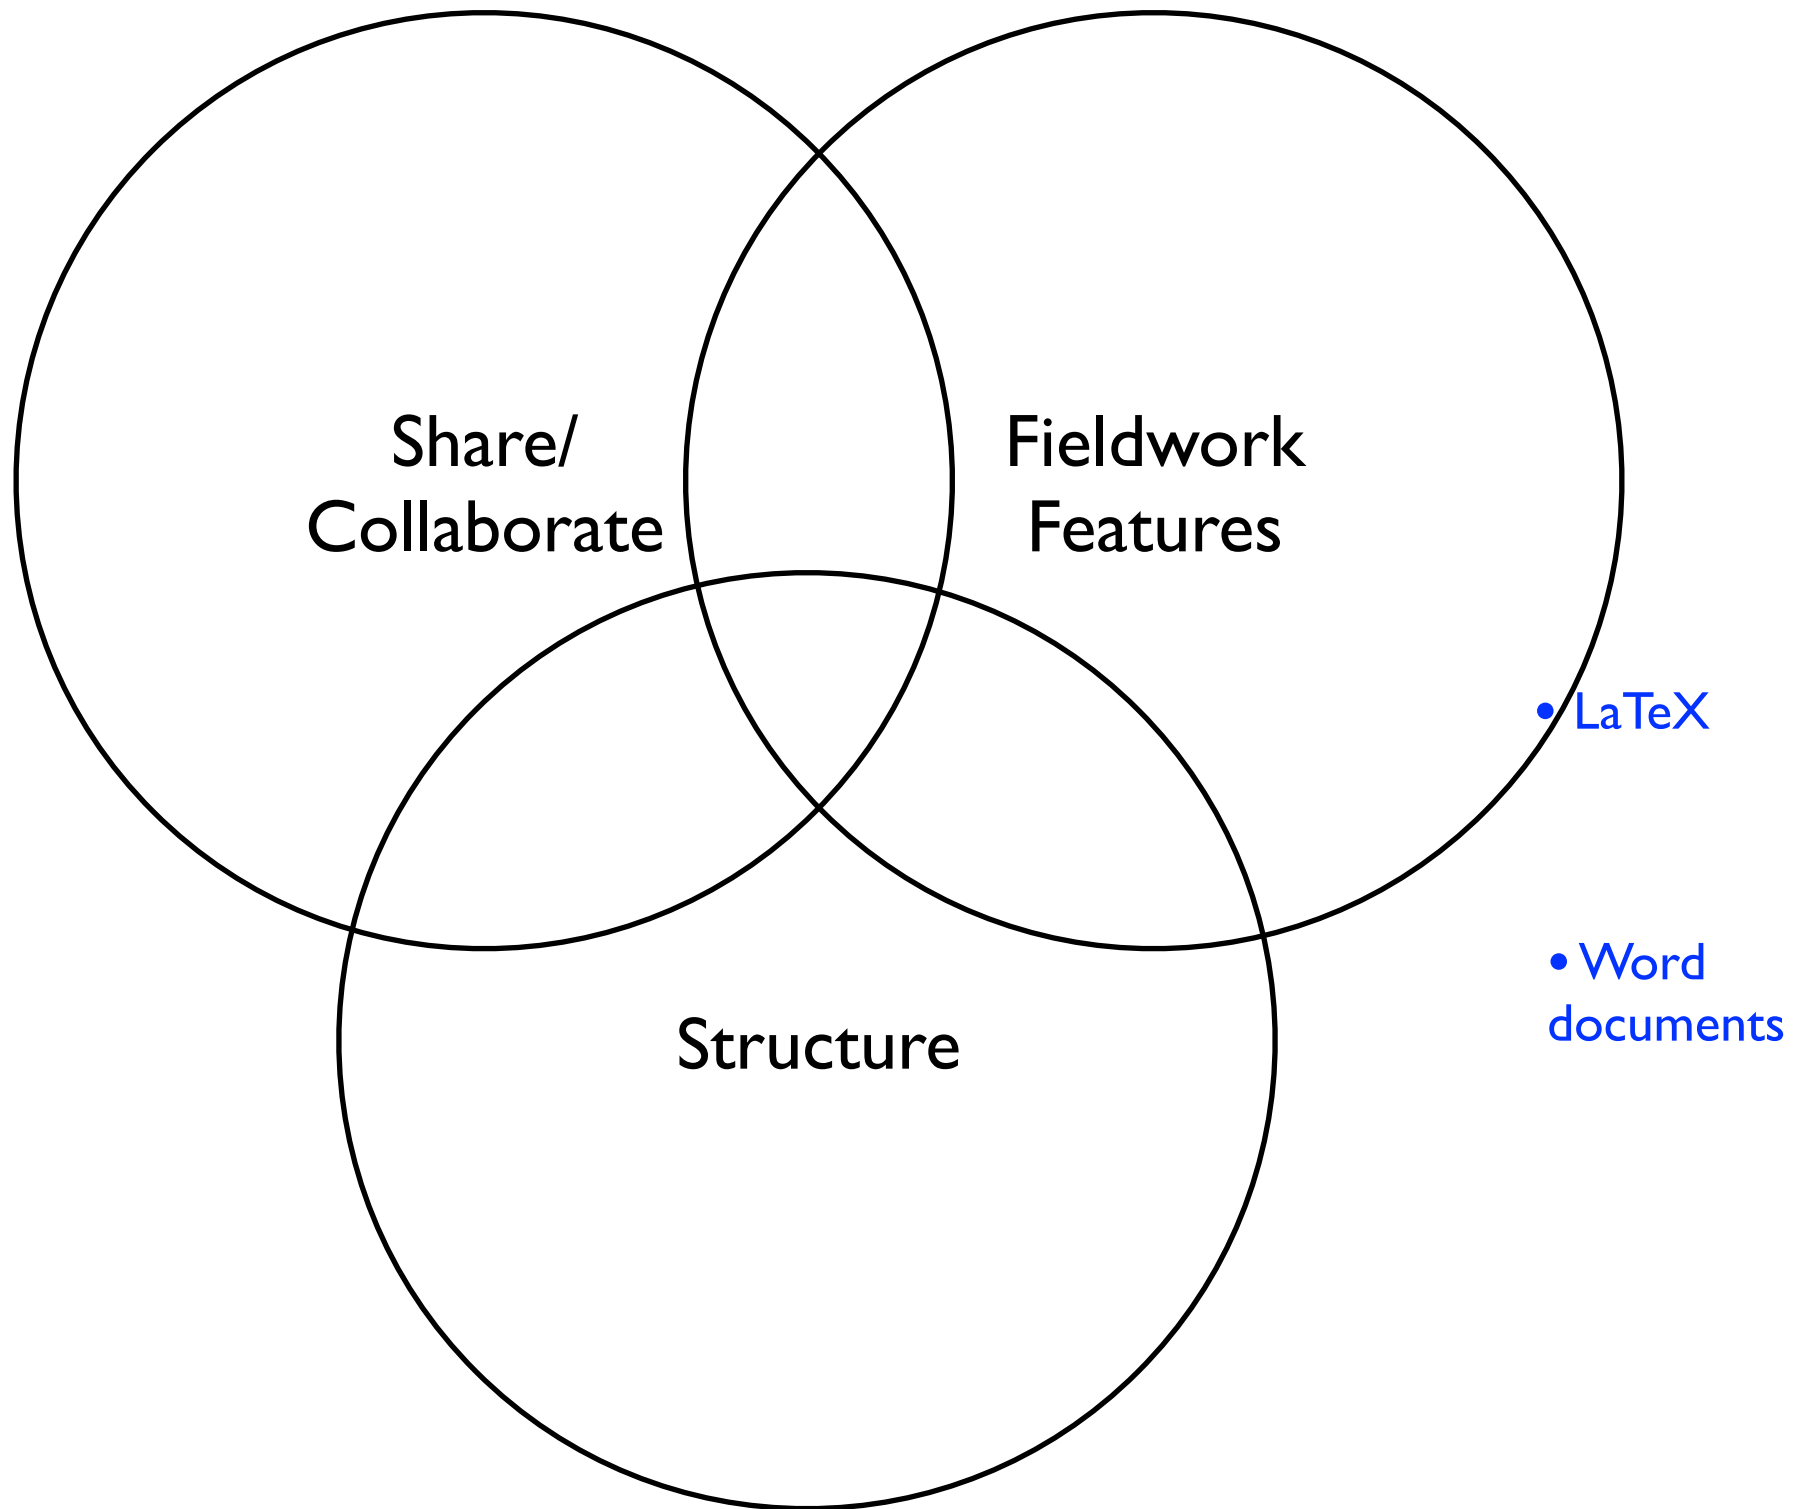 Share/
Collaborate
Fieldwork
Features
• LaTeX
• Word
documents
Structure